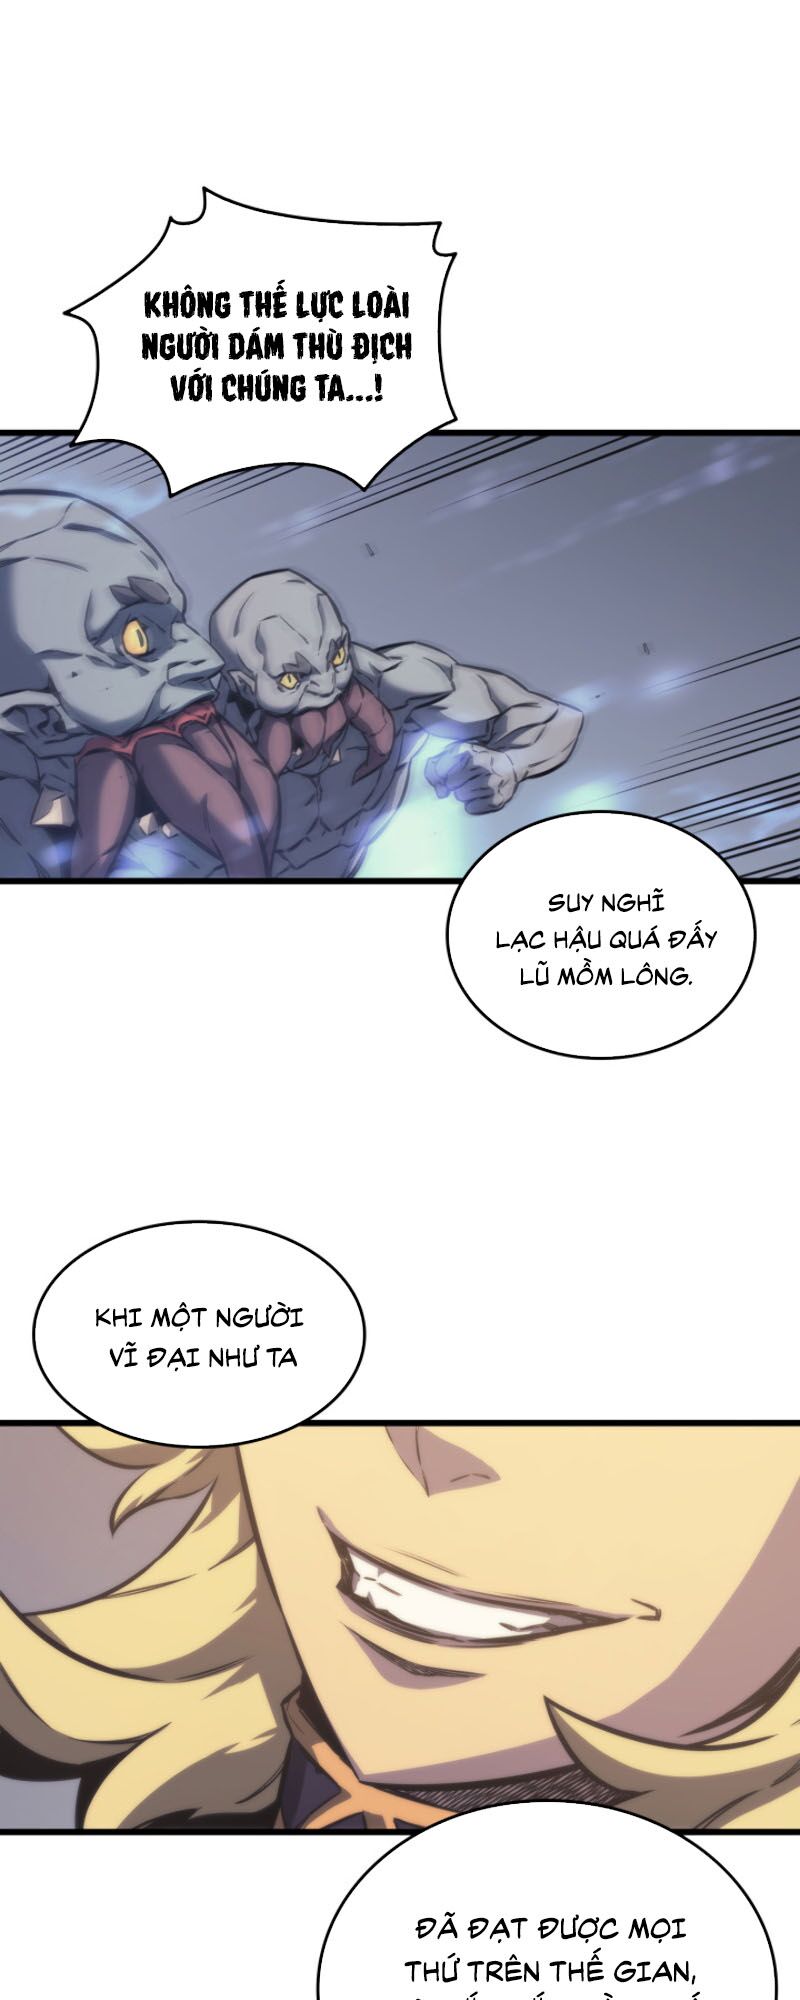 KHÔNG THẾ LỰC LOÀI
NGƯỜI DÁM THÙ ĐỊCH
VỚI CHÚNG TA...!
SUY NGHĨ
LẠC HẬU QUÁ ĐẤY
LŨ MỒM LÔNG.
KHI MỘT NGƯỜI
VĨ ĐẠI NHƯ TA
ĐÃ ĐẠT ĐƯỢC MỌI
THỨ TRÊN THẾ GIAN,